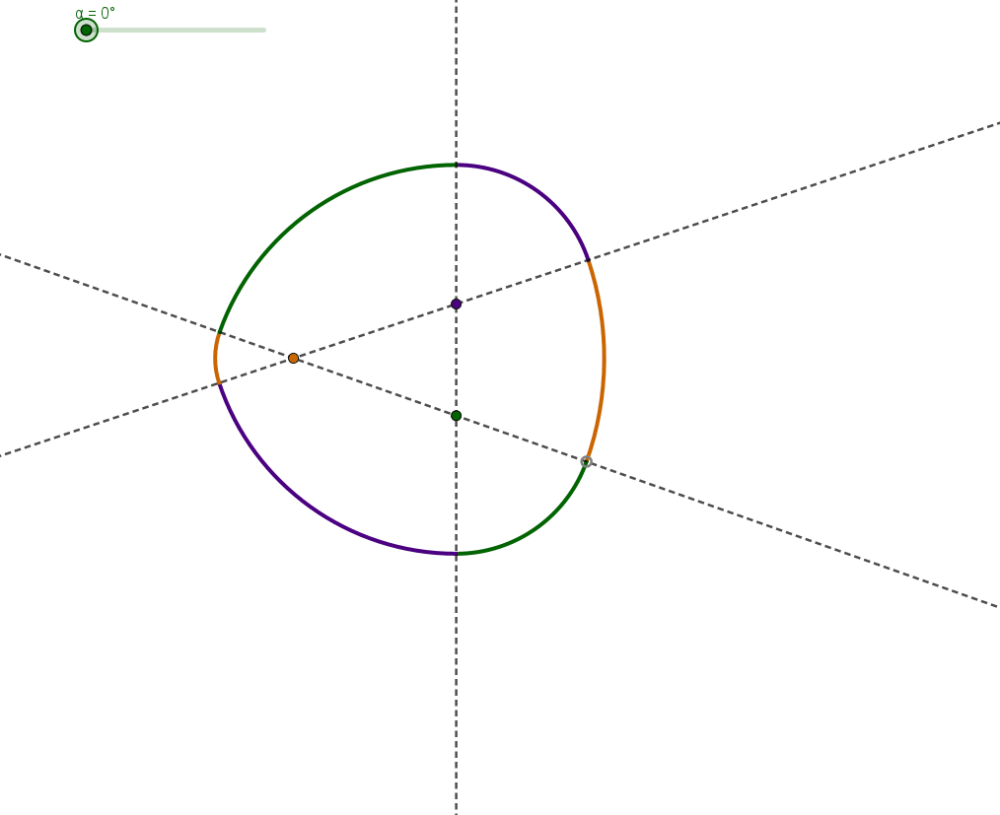 α = 0°